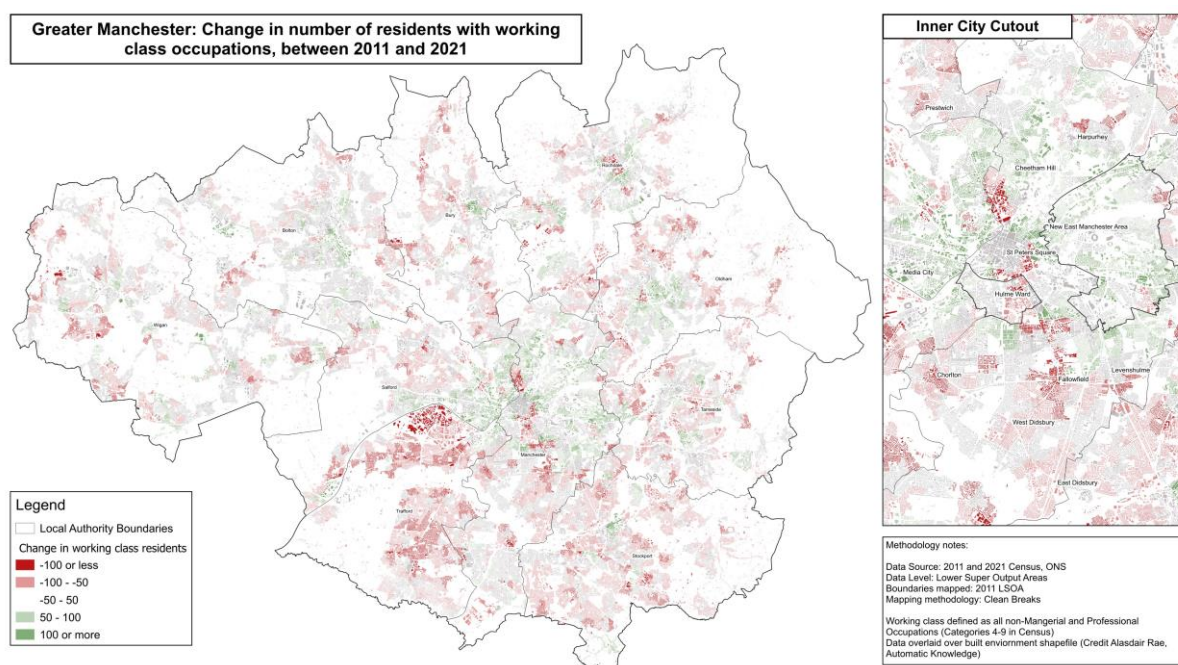 Greater Manchester: Change in number of residents with working
class occupations, between 2011 and 2021
Inner City Cutout
Prestwich
Harpurhey
Cheetham Hill
New East Manchester Area
St Peters Square
Media City
Hulme Ward
Chorlton
Levenshulme
Fallowfield
West Didsbury
East Didsbury
Rochdale
Bury
Bolton
Oldham
Wigan
Salford
Tameside
Manchester
Trafford
Stockport
Legend
Local Authority Boundaries
Change in working class residents
-100 or less
-100 - -50
-50 - 50
50 - 100
100 or more
Methodology notes:
Data Source: 2011 and 2021 Census, ONS
Data Level: Lower Super Output Areas
Boundaries mapped: 2011 LSOA
Mapping methodology: Clean Breaks
Working class defined as all non-Mangerial and Professional
Occupations (Categories 4-9 in Census)
Data overlaid over built enviornment shapefile (Credit Alasdair Rae,
Automatic Knowledge)